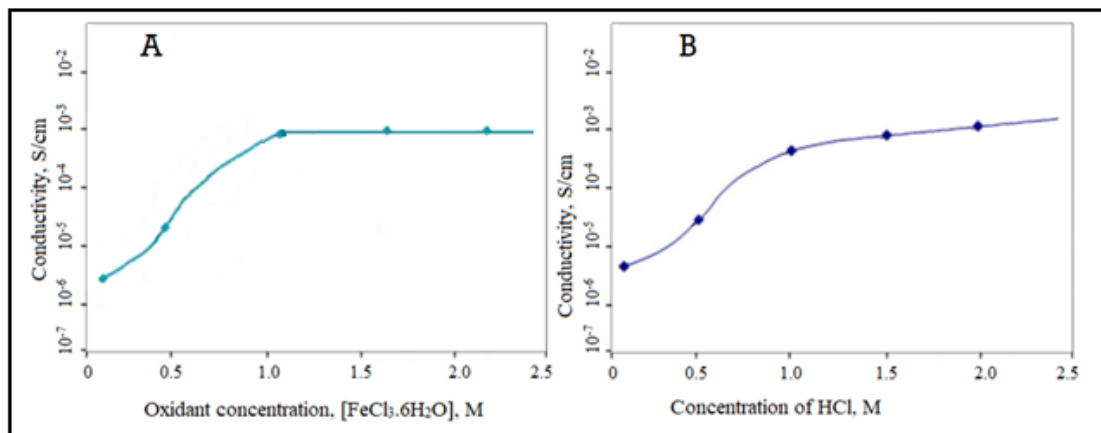 A
Conductivity, S/cm
10⁻²
10⁻³
10⁻⁴
10⁻⁵
10⁻⁶
10⁻⁷
0 0.5 1.0 1.5 2.0 2.5
Oxidant concentration, [FeCl₃.6H₂O], M
B
Conductivity, S/cm
10⁻²
10⁻³
10⁻⁴
10⁻⁵
10⁻⁶
10⁻⁷
0 0.5 1.0 1.5 2.0 2.5
Concentration of HCl, M